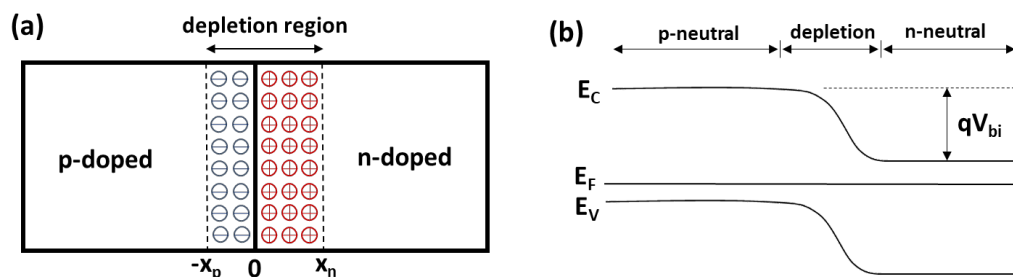 (a)
depletion region
p-doped
n-doped
-xp
0
xn
(b)
p-neutral
depletion
n-neutral
EC
qVbi
EF
EV